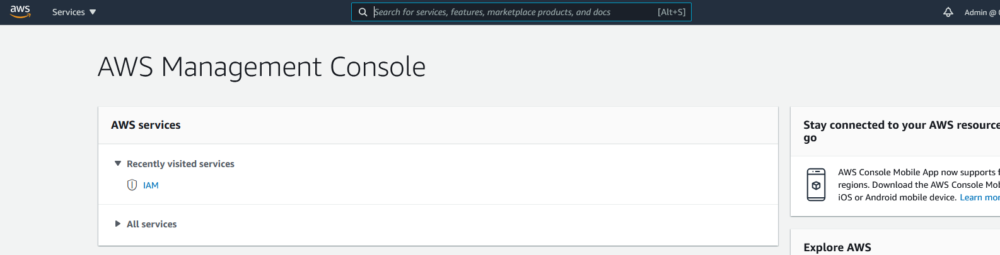 aws
Services
Search for services, features, marketplace products, and docs
[Alt+S]
Admin @
AWS Management Console
AWS services
Recently visited services
IAM
All services
Stay connected to your AWS resource
go
AWS Console Mobile App now supports f
regions. Download the AWS Console Mob
iOS or Android mobile device. Learn mor
Explore AWS